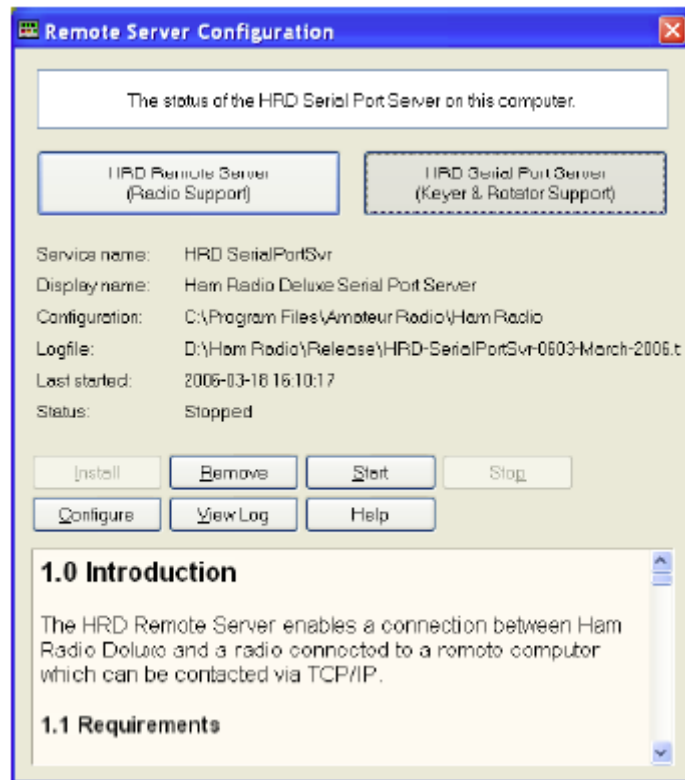 Remote Server Configuration
The status of the HRD Serial Port Server on this computer.
HRD Remote Server
(Radio Support)
HRD Serial Port Server
(Keyer & Rotator Support)
Service name: HRD SerialPortSvr
Display name: Ham Radio Deluxe Serial Port Server
Configuration: C:\Program Files\Amateur Radio\Ham Radio
Logfile: D:\Ham Radio\Release\HRD-SerialPortSvr-0603-March-2006.t
Last started: 2006-03-18 16:10:17
Status: Stopped
Install Remove Start Stop
Configure View Log Help
1.0 Introduction
The HRD Remote Server enables a connection between Ham
Radio Deluxe and a radio connected to a remote computer
which can be contacted via TCP/IP.
1.1 Requirements